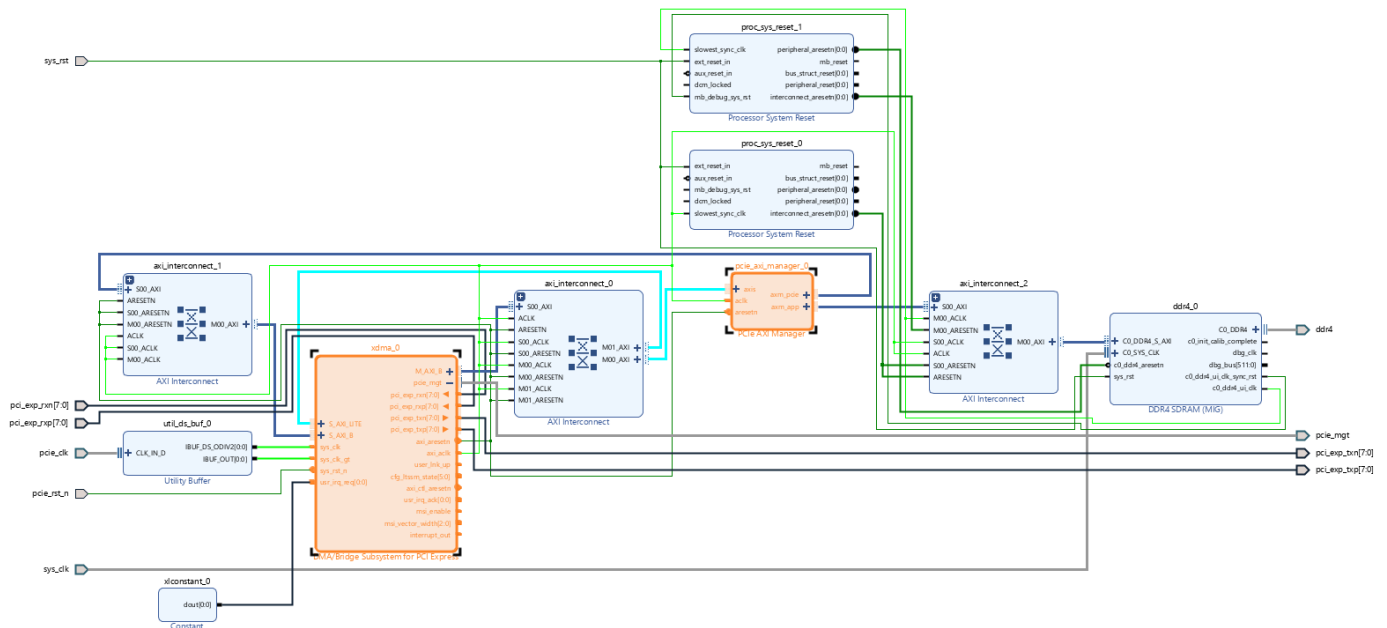 proc_sys_reset_1
slowest_sync_clk
ext_reset_in
aux_reset_in
dcm_locked
mb_debug_sys_rst
peripheral_aresetn[0:0]
mb_reset
bus_struct_reset[0:0]
peripheral_reset[0:0]
interconnect_aresetn[0:0]
Processor System Reset
sys_rst
proc_sys_reset_0
ext_reset_in
aux_reset_in
mb_debug_sys_rst
dcm_locked
slowest_sync_clk
mb_reset
bus_struct_reset[0:0]
peripheral_aresetn[0:0]
peripheral_reset[0:0]
interconnect_aresetn[0:0]
Processor System Reset
axi_interconnect_1
S00_AXI
ARESETN
S00_ARESETN
M00_ARESETN
ACLK
S00_ACLK
M00_ACLK
M00_AXI
AXI Interconnect
axi_interconnect_0
S00_AXI
ACLK
ARESETN
S00_ACLK
S00_ARESETN
M00_ACLK
M00_ARESETN
M01_ACLK
M01_ARESETN
M01_AXI
M00_AXI
AXI Interconnect
pcie_axi_manager_0
axis
aclk
aresetn
axm_pcie
axm_app
PCIe AXI Manager
axi_interconnect_2
S00_AXI
M00_ACLK
M00_ARESETN
S00_ACLK
ACLK
S00_ARESETN
ARESETN
M00_AXI
AXI Interconnect
ddr4_0
C0_DDR4_S_AXI
C0_SYS_CLK
c0_ddr4_aresetn
sys_rst
C0_DDR4
c0_init_calib_complete
dbg_clk
dbg_bus[511:0]
c0_ddr4_ui_clk_sync_rst
c0_ddr4_ui_clk
DDR4 SDRAM (MIG)
ddr4
xdma_0
S_AXI_LITE
S_AXI_B
sys_clk
sys_clk_gt
sys_rst_n
usr_irq_req[0:0]
M_AXI_B
pcie_mgt
pci_exp_rxn[7:0]
pci_exp_rxp[7:0]
pci_exp_txn[7:0]
pci_exp_txp[7:0]
axi_aresetn
axi_aclk
user_lnk_up
cfg_ltssm_state[5:0]
axi_ctl_aresetn
usr_irq_ack[0:0]
msi_enable
msi_vector_width[2:0]
interrupt_out
DMA/Bridge Subsystem for PCI Express
pci_exp_rxn[7:0]
pci_exp_rxp[7:0]
util_ds_buf_0
CLK_IN_D
IBUF_DS_ODIV2[0:0]
IBUF_OUT[0:0]
Utility Buffer
pcie_clk
pcie_rst_n
pcie_mgt
pci_exp_txn[7:0]
pci_exp_txp[7:0]
sys_clk
xlconstant_0
dout[0:0]
Constant